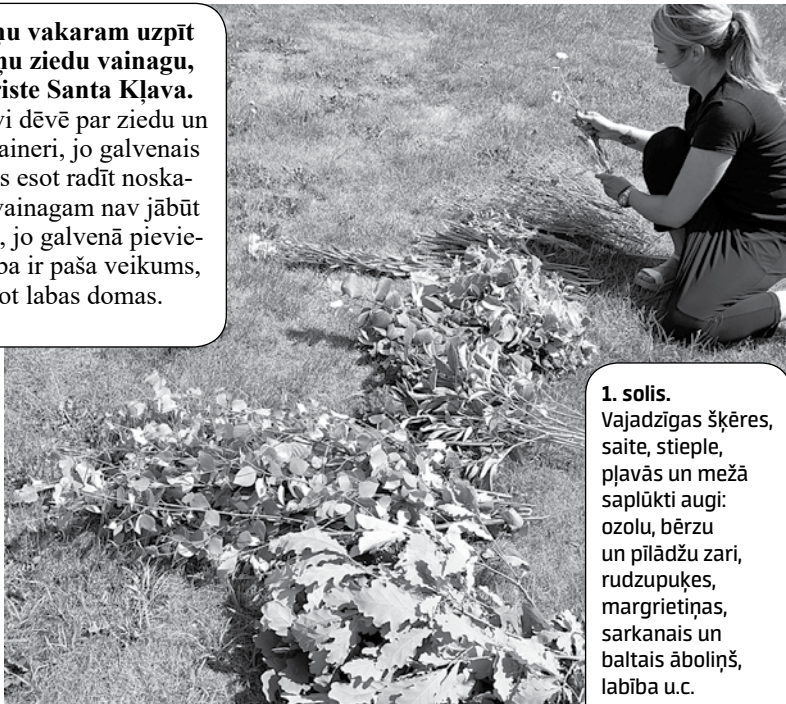 ņu vakaram uzpīt
ņu ziedu vainagu,
riste Santa Kļava.
vi dēvē par ziedu un
aineri, jo galvenais
s esot radīt noska-
vainagam nav jābūt
, jo galvenā pievie-
ba ir paša veikums,
ot labas domas.
1. solis.
Vajadzīgas šķēres,
saite, stieple,
pļavās un mežā
saplūkti augi:
ozolu, bērzu
un pīlādžu zari,
rudzupuķes,
margrietiņas,
sarkanais un
baltais āboliņš,
labība u.c.